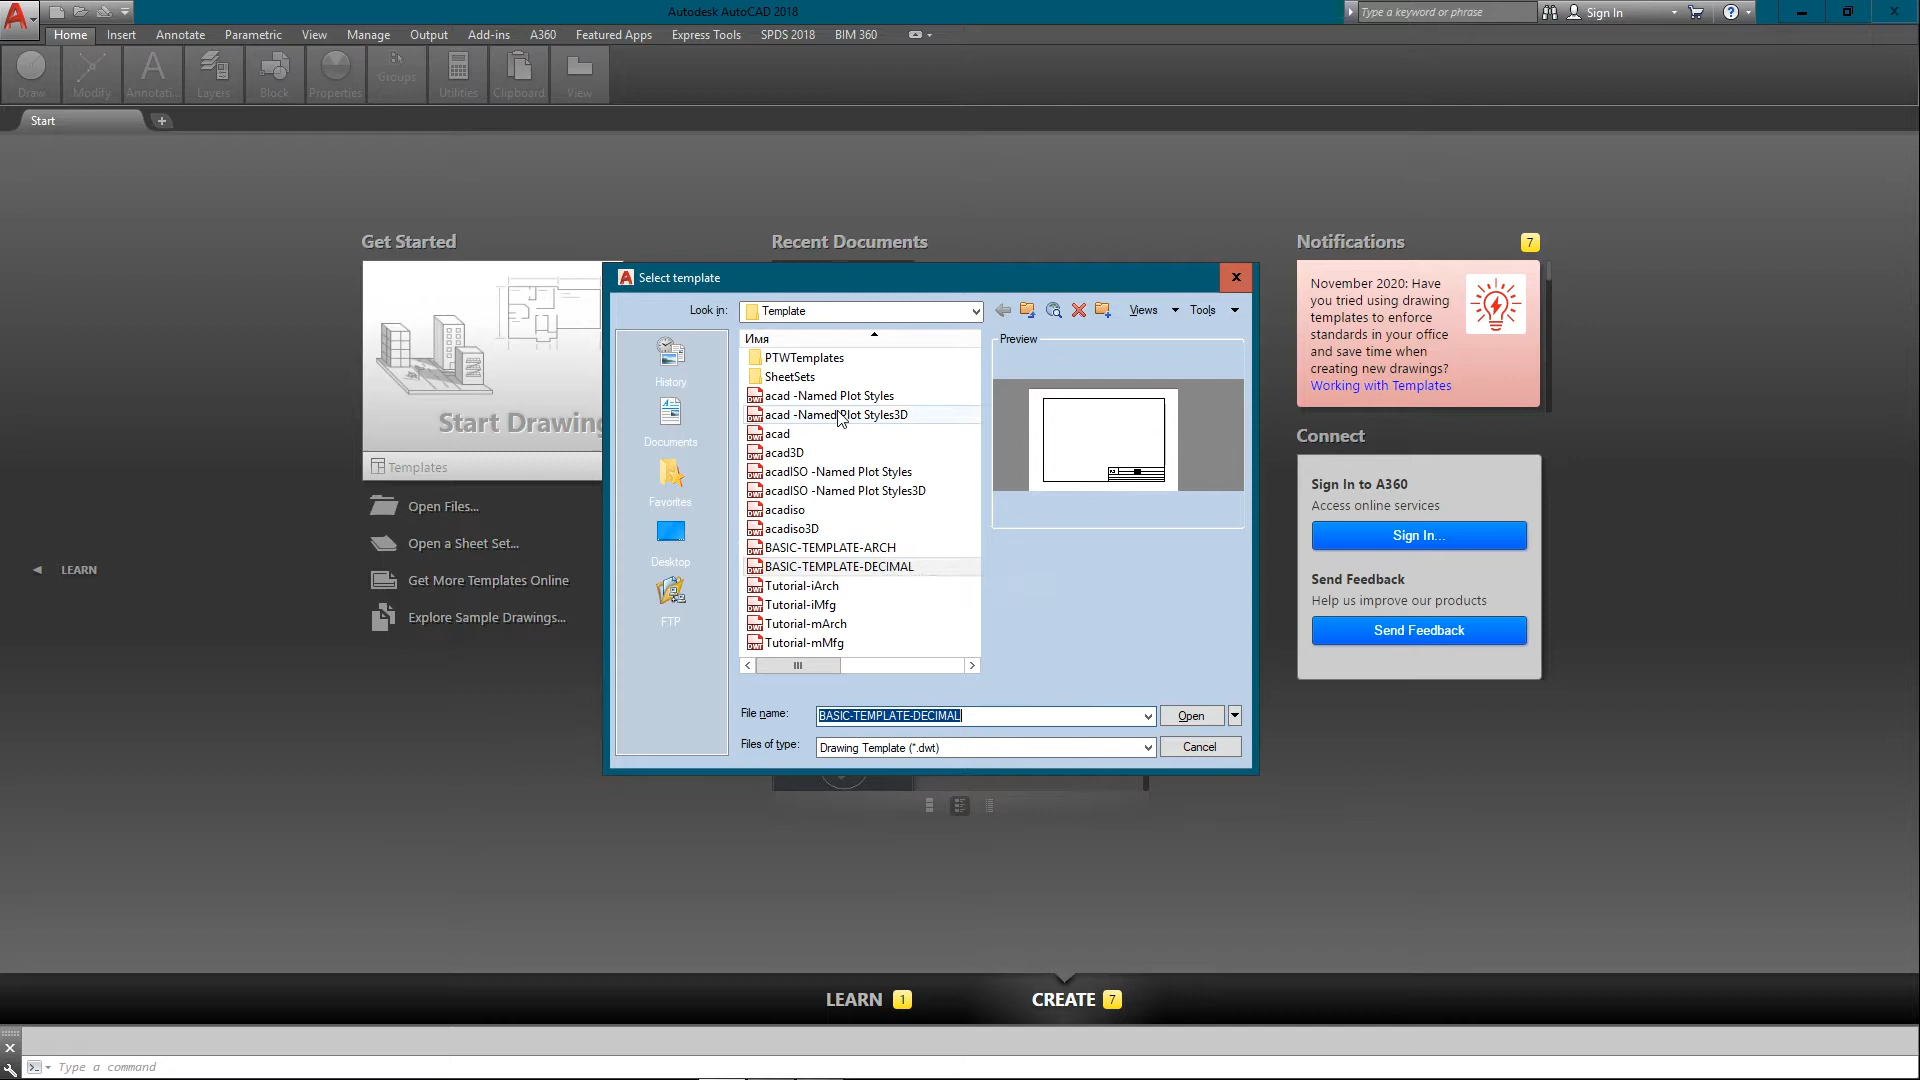 Autodesk AutoCAD 2018
Type a keyword or phrase
Sign In
Home Insert Annotate Parametric View Manage Output Add-ins A360 Featured Apps Express Tools SPDS 2018 BIM 360
Draw Modify Annotati... Layers Block Properties Groups Utilities Clipboard View
Start
Get Started
Start Drawing
Templates
Open Files...
Open a Sheet Set...
Get More Templates Online
Explore Sample Drawings...
LEARN
Recent Documents
Select template
Look in:
Template
Views
Tools
History
Documents
Favorites
Desktop
FTP
Имя
PTWTemplates
SheetSets
acad -Named Plot Styles
acad -Named Plot Styles3D
acad
acad3D
acadISO -Named Plot Styles
acadISO -Named Plot Styles3D
acadiso
acadiso3D
BASIC-TEMPLATE-ARCH
BASIC-TEMPLATE-DECIMAL
Tutorial-iArch
Tutorial-iMfg
Tutorial-mArch
Tutorial-mMfg
Preview
File name:
BASIC-TEMPLATE-DECIMAL
Open
Files of type:
Drawing Template (*.dwt)
Cancel
Notifications
7
November 2020: Have
you tried using drawing
templates to enforce
standards in your office
and save time when
creating new drawings?
Working with Templates
Connect
Sign In to A360
Access online services
Sign In...
Send Feedback
Help us improve our products
Send Feedback
LEARN 1
CREATE 7
Type a command